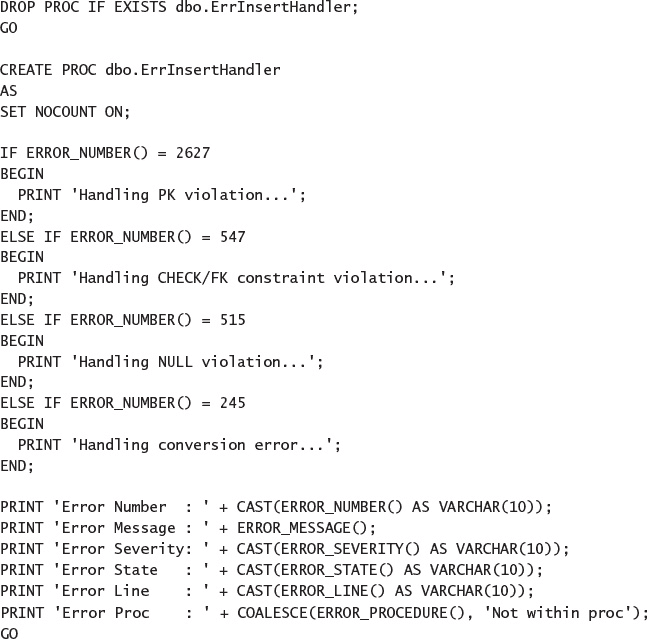 DROP PROC IF EXISTS dbo.ErrInsertHandler;
GO

CREATE PROC dbo.ErrInsertHandler
AS
SET NOCOUNT ON;

IF ERROR_NUMBER() = 2627
BEGIN
  PRINT 'Handling PK violation...';
END;
ELSE IF ERROR_NUMBER() = 547
BEGIN
  PRINT 'Handling CHECK/FK constraint violation...';
END;
ELSE IF ERROR_NUMBER() = 515
BEGIN
  PRINT 'Handling NULL violation...';
END;
ELSE IF ERROR_NUMBER() = 245
BEGIN
  PRINT 'Handling conversion error...';
END;

PRINT 'Error Number  : ' + CAST(ERROR_NUMBER() AS VARCHAR(10));
PRINT 'Error Message : ' + ERROR_MESSAGE();
PRINT 'Error Severity: ' + CAST(ERROR_SEVERITY() AS VARCHAR(10));
PRINT 'Error State   : ' + CAST(ERROR_STATE() AS VARCHAR(10));
PRINT 'Error Line    : ' + CAST(ERROR_LINE() AS VARCHAR(10));
PRINT 'Error Proc    : ' + COALESCE(ERROR_PROCEDURE(), 'Not within proc');
GO